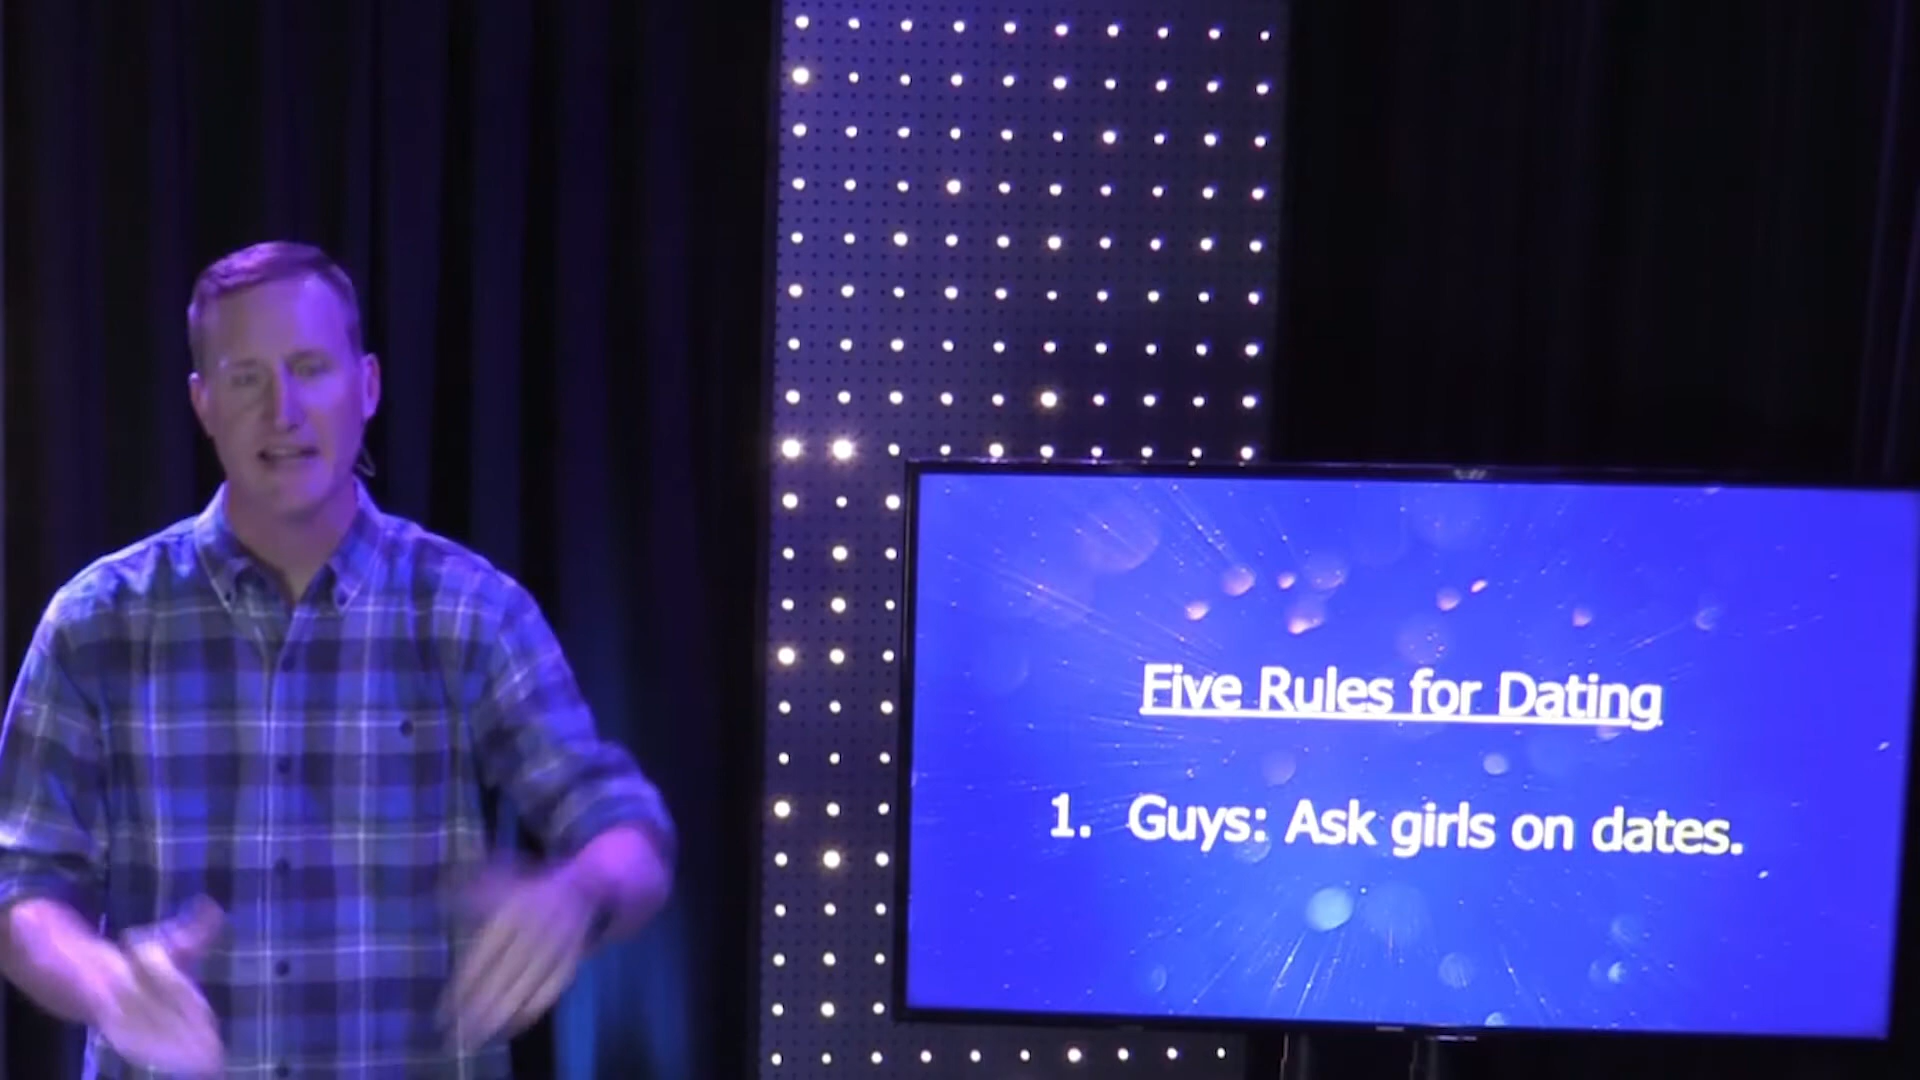 Five Rules for Dating
1. Guys: Ask girls on dates.